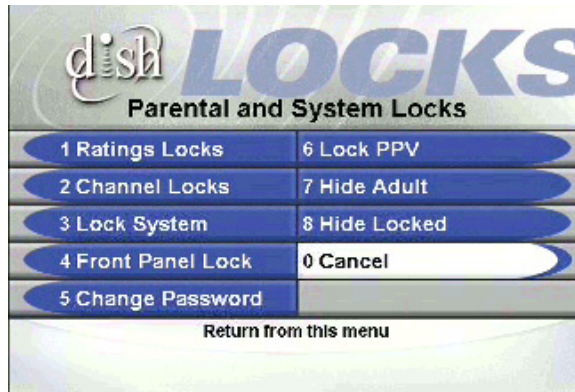 dish LOCKS
Parental and System Locks
1 Ratings Locks
2 Channel Locks
3 Lock System
4 Front Panel Lock
5 Change Password
6 Lock PPV
7 Hide Adult
8 Hide Locked
0 Cancel
Return from this menu